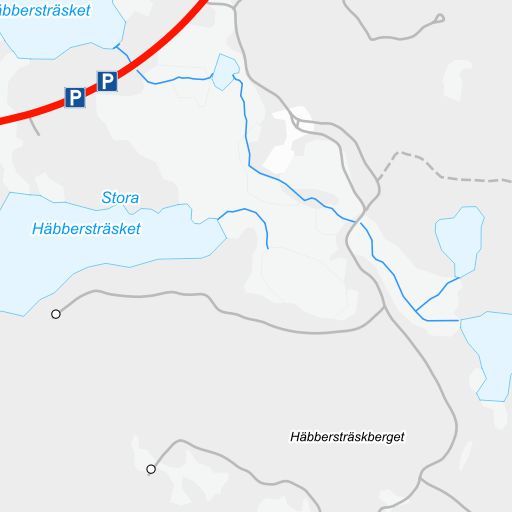 äbbersträsket
P
P
Stora
Häbbersträsket
Häbbersträskberget